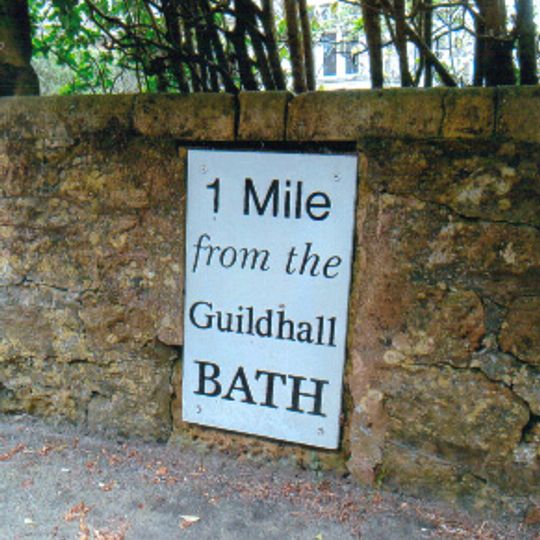 1 Mile
from the
Guildhall
BATH